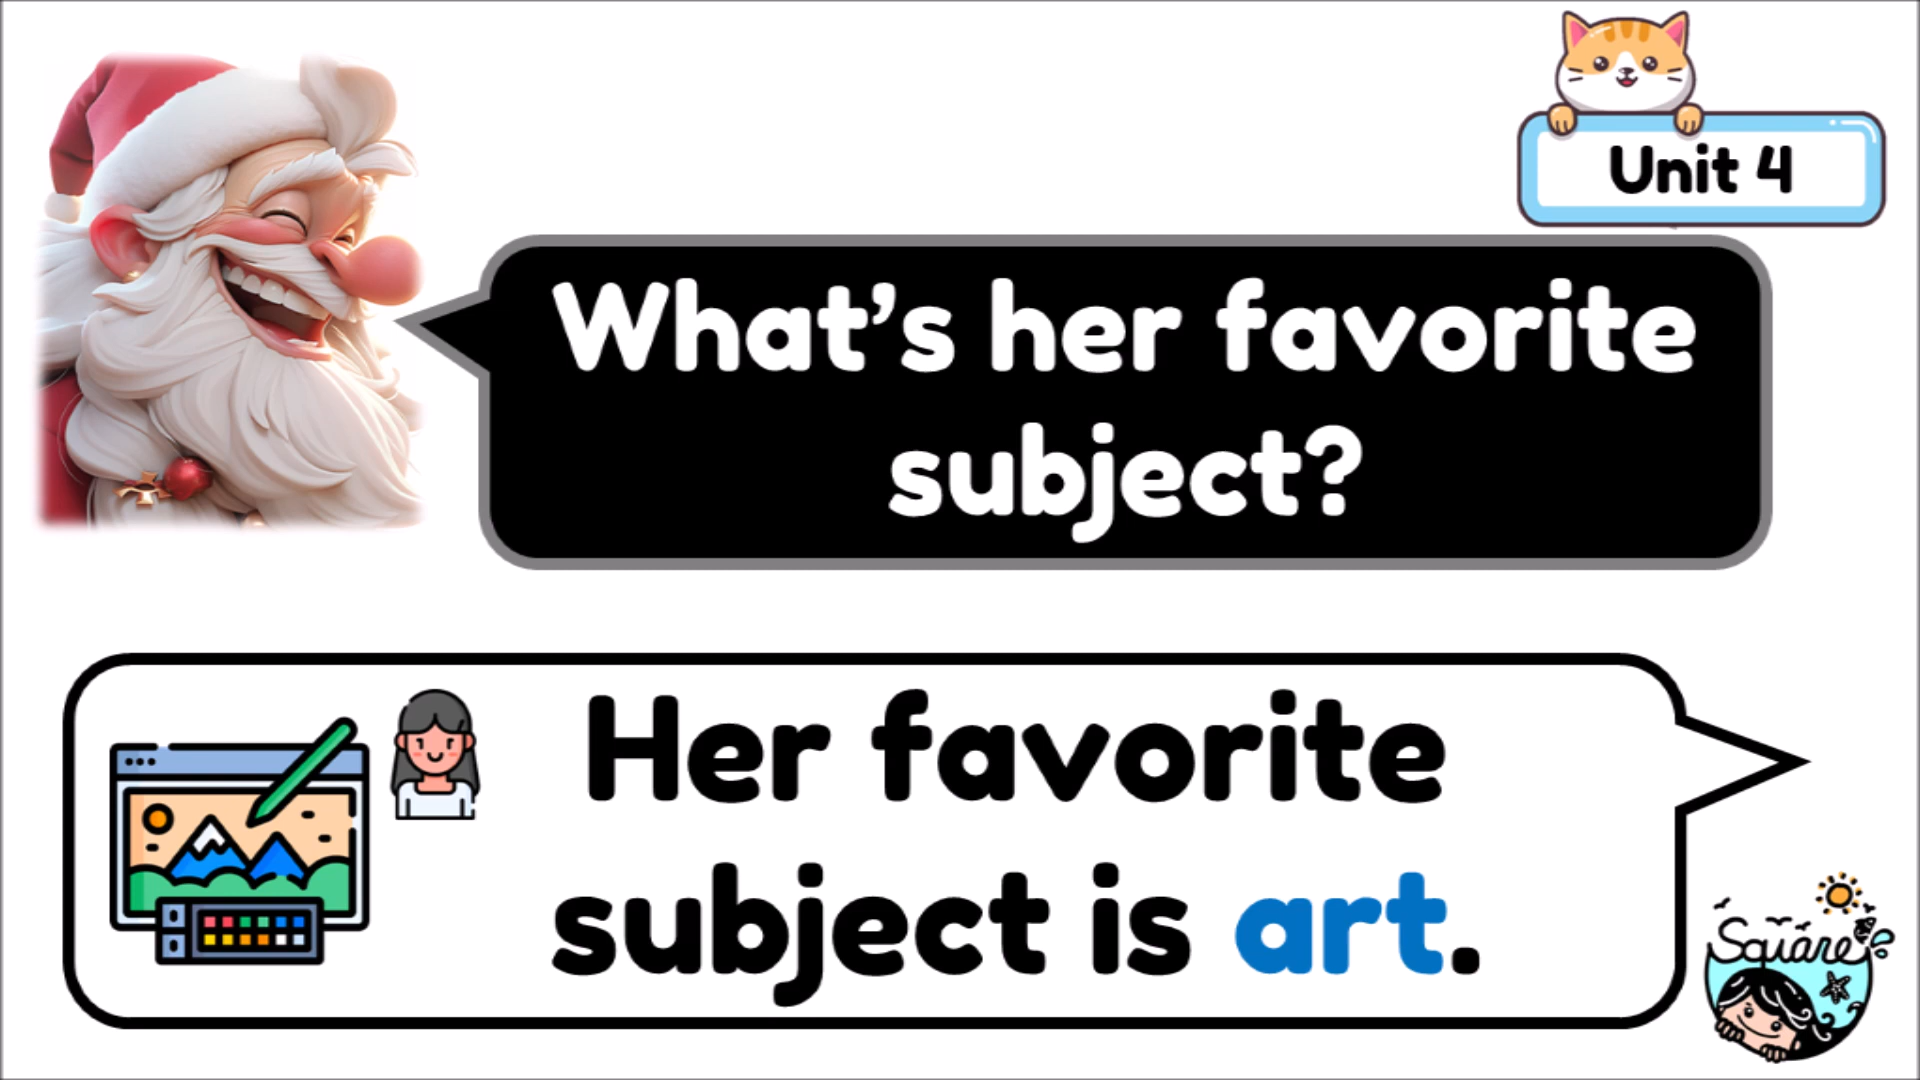 Unit 4
What's her favorite
subject?
Her favorite
subject is art.
Square